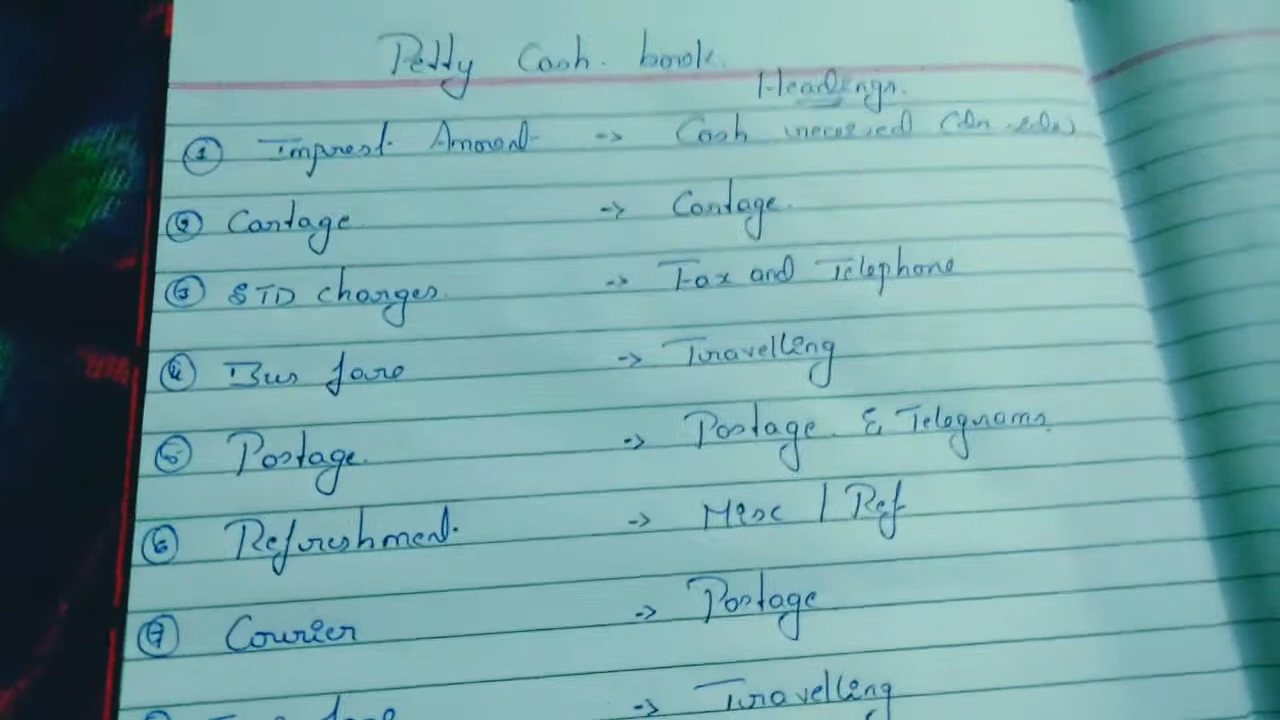 Petty Cash book
Headings.
① Imprest Amount -> Cash received (Dr. side)
② Cartage -> Cartage.
③ STD charges. -> Fax and Telephone
④ Bus fare -> Travelling
⑤ Postage. -> Postage & Telegrams.
⑥ Refreshment. -> Misc / Ref
⑦ Courier -> Postage
-> Travelling